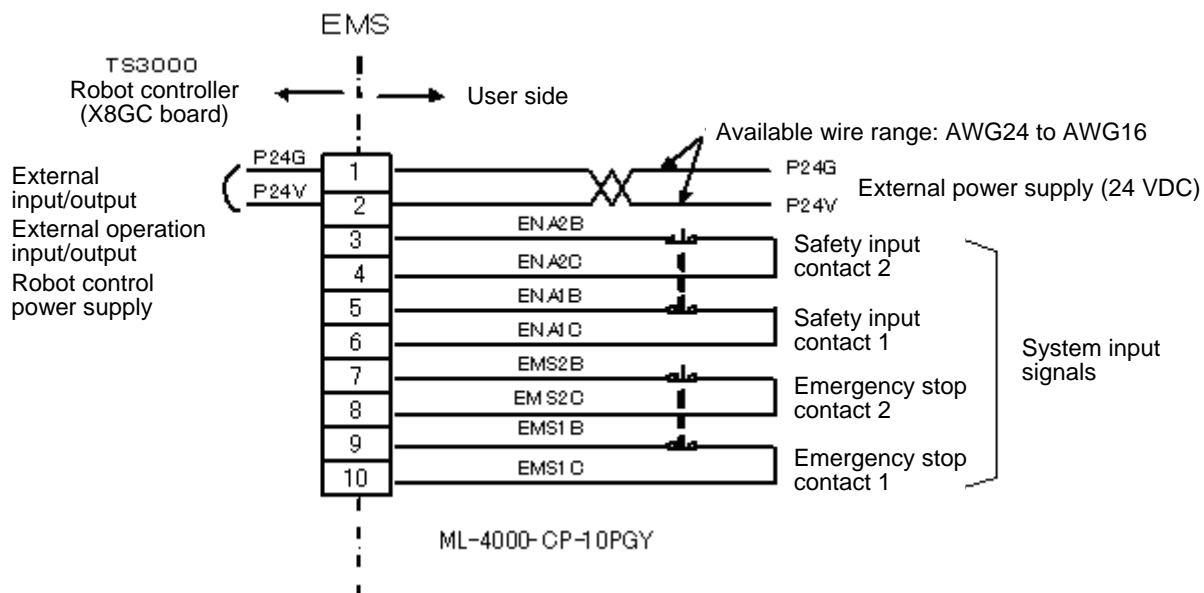 EMS
TS3000
Robot controller
(X8GC board)
User side
Available wire range: AWG24 to AWG16
External
input/output
External operation
input/output
Robot control
power supply
P24G
P24V
1
2
3
4
5
6
7
8
9
10
ENA2B
ENA2C
ENA1B
ENA1C
EMS2B
EMS2C
EMS1B
EMS1C
P24G
P24V
External power supply (24 VDC)
Safety input
contact 2
Safety input
contact 1
Emergency stop
contact 2
Emergency stop
contact 1
System input
signals
ML-4000-CP-10PGY